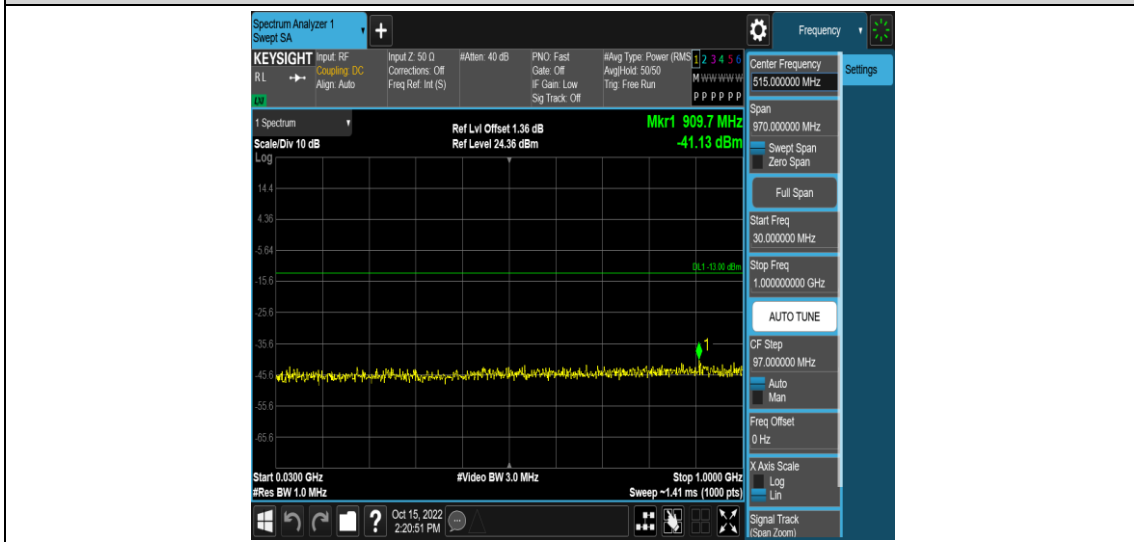 Spectrum Analyzer 1
Swept SA
+
Frequency
KEYSIGHT
Input: RF
Input Z: 50 Ω
#Atten: 40 dB
PNO: Fast
#Avg Type: Power (RMS
1 2 3 4 5 6
RL
Coupling: DC
Corrections: Off
Gate: Off
Avg|Hold: 50/50
M W W W W W
Align: Auto
Freq Ref: Int (S)
IF Gain: Low
Trig: Free Run
P P P P P P
Sig Track: Off
LXI
1 Spectrum
Ref Lvl Offset 1.36 dB
Mkr1 909.7 MHz
Scale/Div 10 dB
Ref Level 24.36 dBm
-41.13 dBm
Log
14.4
4.36
-5.64
DL1 -13.00 dBm
-15.6
-25.6
-35.6
1
-45.6
-55.6
-65.6
Start 0.0300 GHz
#Video BW 3.0 MHz
Stop 1.0000 GHz
#Res BW 1.0 MHz
Sweep ~1.41 ms (1000 pts)
?
Oct 15, 2022
2:20:51 PM
Center Frequency
515.000000 MHz
Settings
Span
970.000000 MHz
Swept Span
Zero Span
Full Span
Start Freq
30.000000 MHz
Stop Freq
1.000000000 GHz
AUTO TUNE
CF Step
97.000000 MHz
Auto
Man
Freq Offset
0 Hz
X Axis Scale
Log
Lin
Signal Track
(Span Zoom)